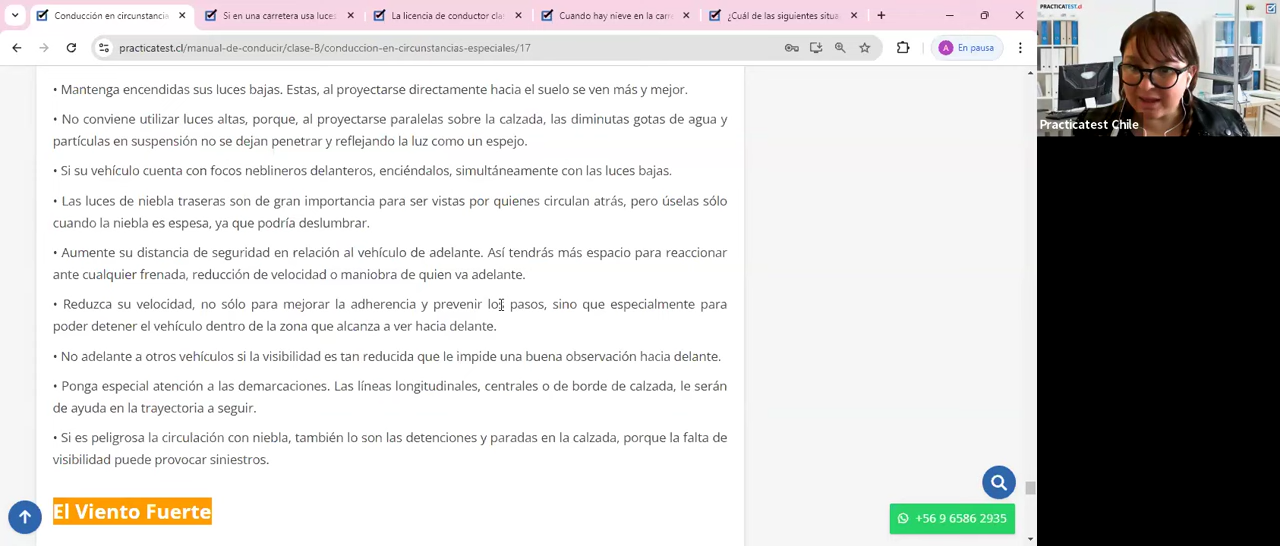 Conducción en circunstancia
Si en una carretera usa luces
La licencia de conductor cla
Cuando hay nieve en la carre
¿Cuál de las siguientes situa
practicatest.cl/manual-de-conducir/clase-B/conduccion-en-circunstancias-especiales/17
A
En pausa
PRACTICATEST.cl
Practicatest Chile
• Mantenga encendidas sus luces bajas. Estas, al proyectarse directamente hacia el suelo se ven más y mejor.
• No conviene utilizar luces altas, porque, al proyectarse paralelas sobre la calzada, las diminutas gotas de agua y
partículas en suspensión no se dejan penetrar y reflejando la luz como un espejo.
• Si su vehículo cuenta con focos neblineros delanteros, enciéndalos, simultáneamente con las luces bajas.
• Las luces de niebla traseras son de gran importancia para ser vistas por quienes circulan atrás, pero úselas sólo
cuando la niebla es espesa, ya que podría deslumbrar.
• Aumente su distancia de seguridad en relación al vehículo de adelante. Así tendrás más espacio para reaccionar
ante cualquier frenada, reducción de velocidad o maniobra de quien va adelante.
• Reduzca su velocidad, no sólo para mejorar la adherencia y prevenir los pasos, sino que especialmente para
poder detener el vehículo dentro de la zona que alcanza a ver hacia delante.
• No adelante a otros vehículos si la visibilidad es tan reducida que le impide una buena observación hacia delante.
• Ponga especial atención a las demarcaciones. Las líneas longitudinales, centrales o de borde de calzada, le serán
de ayuda en la trayectoria a seguir.
• Si es peligrosa la circulación con niebla, también lo son las detenciones y paradas en la calzada, porque la falta de
visibilidad puede provocar siniestros.
El Viento Fuerte
+56 9 6586 2935